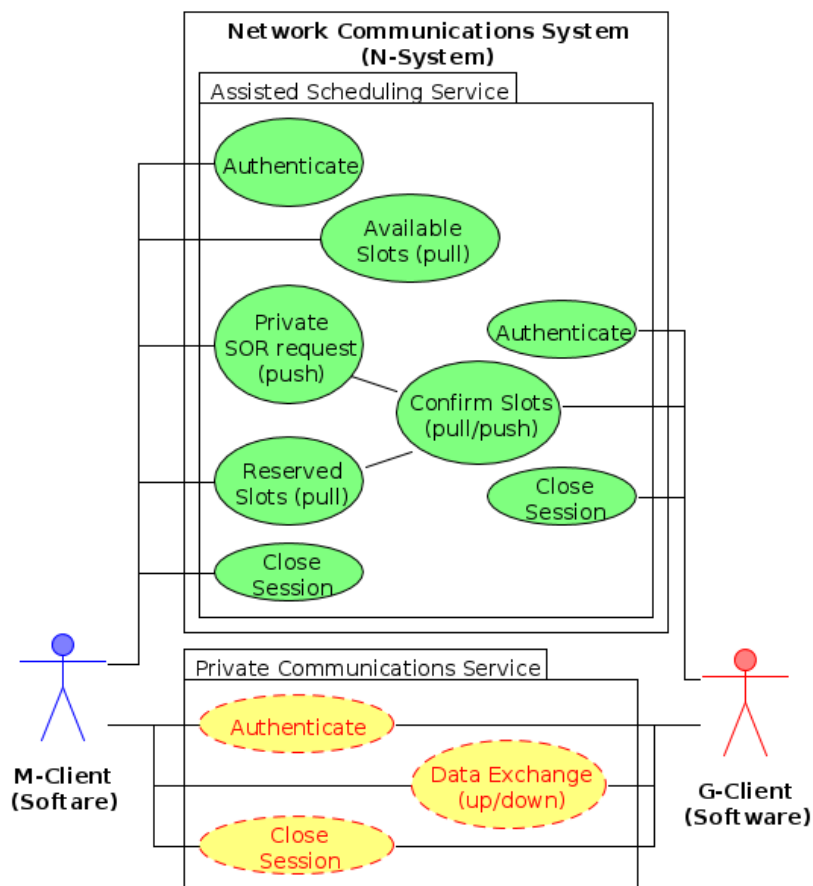 Network Communications System
(N-System)
Assisted Scheduling Service
Authenticate
Available
Slots (pull)
Private
SOR request
(push)
Authenticate
Confirm Slots
(pull/push)
Reserved
Slots (pull)
Close
Session
Close
Session
Private Communications Service
Authenticate
Data Exchange
(up/down)
Close
Session
M-Client
(Softare)
G-Client
(Software)